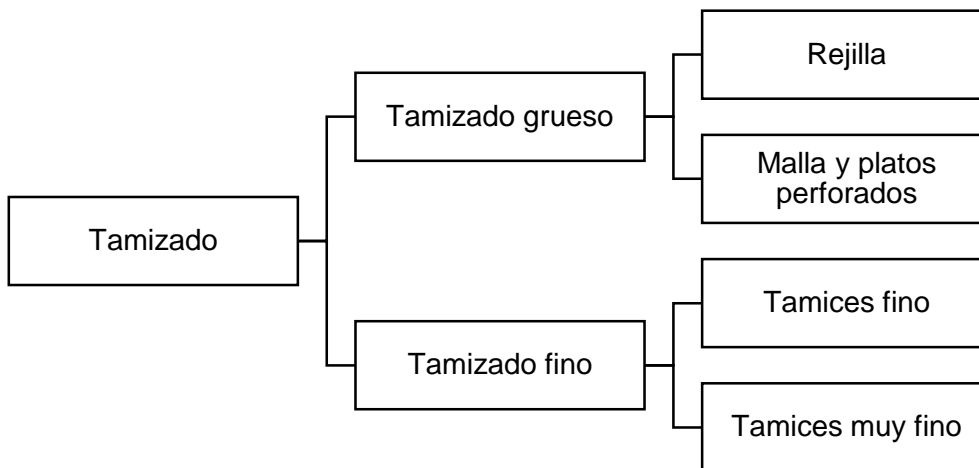 Tamizado
Tamizado grueso
Rejilla
Malla y platos
perforados
Tamizado fino
Tamices fino
Tamices muy fino